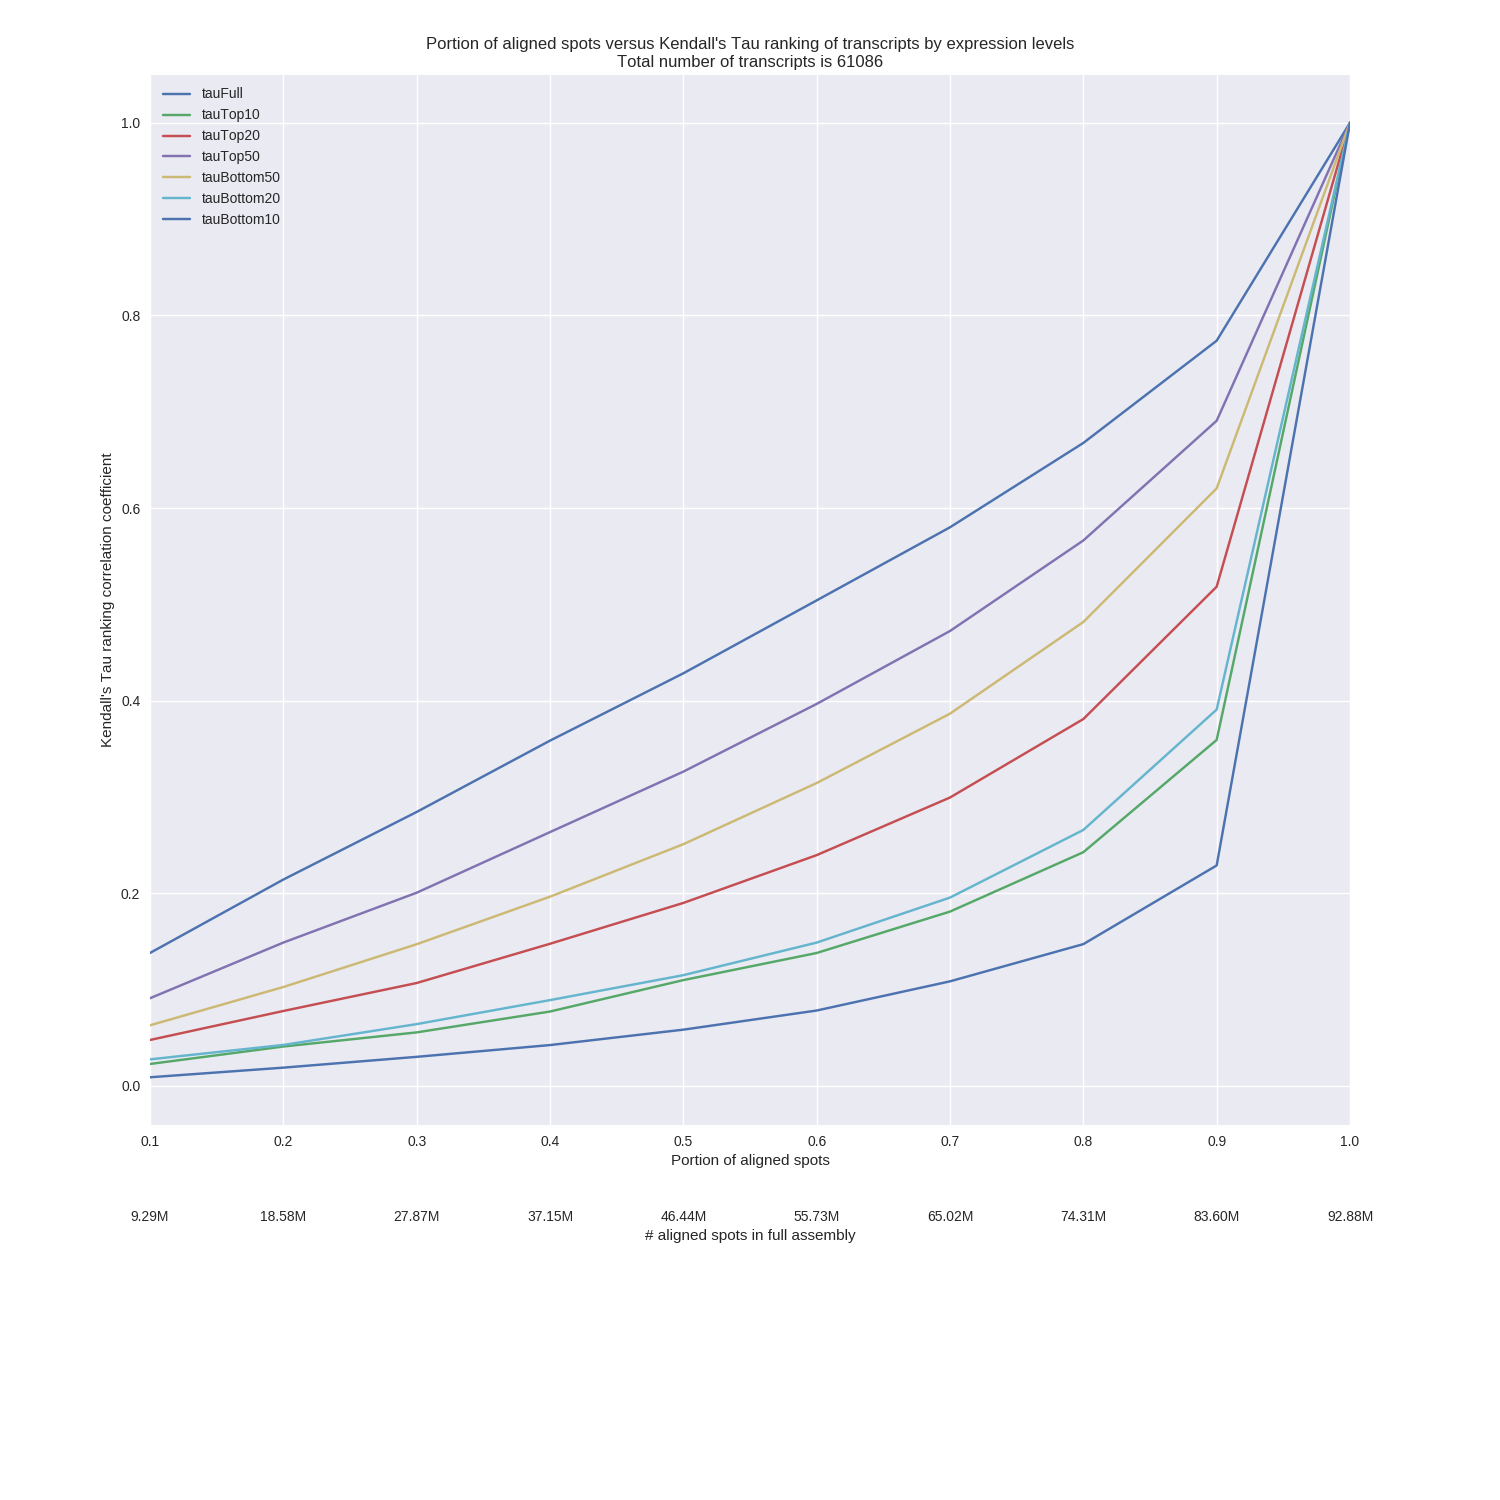 Portion of aligned spots versus Kendall's Tau ranking of transcripts by expression levels
Total number of transcripts is 61086
tauFull
tauTop10
tauTop20
tauTop50
tauBottom50
tauBottom20
tauBottom10
Kendall's Tau ranking correlation coefficient
1.0
0.8
0.6
0.4
0.2
0.0
0.1 0.2 0.3 0.4 0.5 0.6 0.7 0.8 0.9 1.0
Portion of aligned spots
9.29M 18.58M 27.87M 37.15M 46.44M 55.73M 65.02M 74.31M 83.60M 92.88M
# aligned spots in full assembly